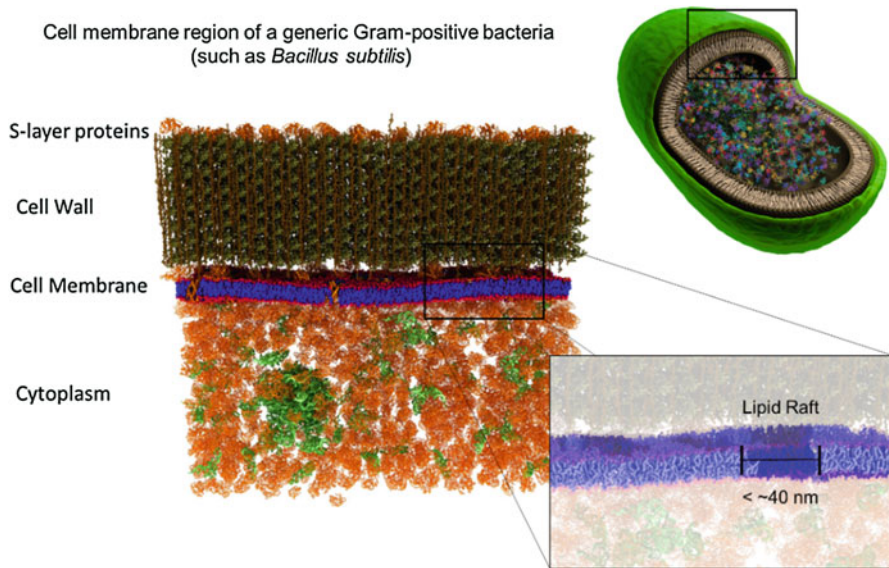 Cell membrane region of a generic Gram-positive bacteria
(such as Bacillus subtilis)
S-layer proteins
Cell Wall
Cell Membrane
Cytoplasm
Lipid Raft
< ~40 nm